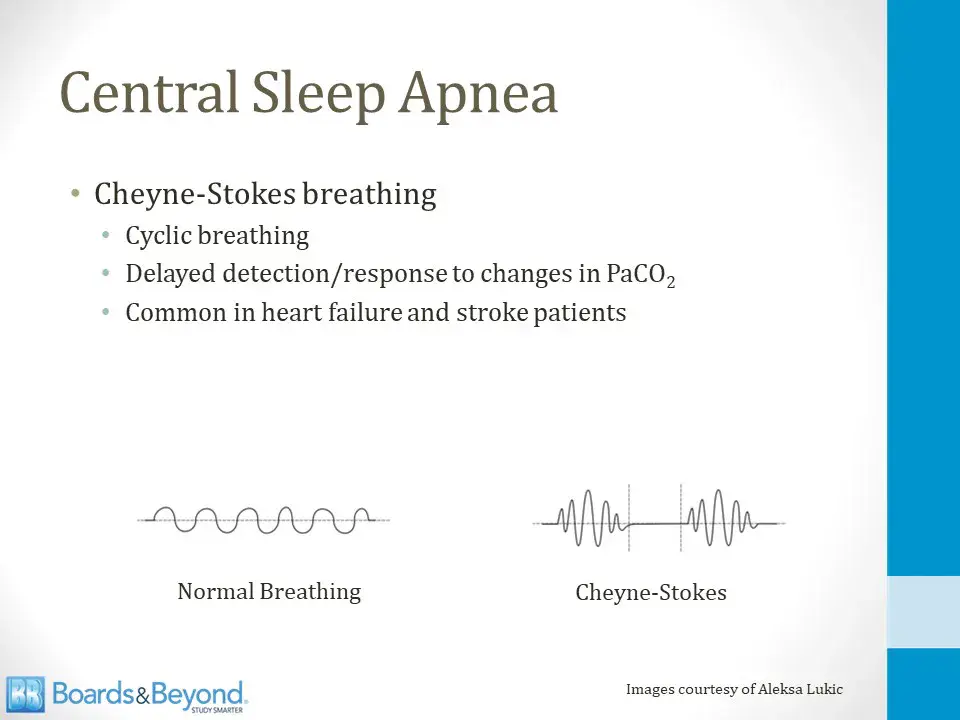 Central Sleep Apnea
• Cheyne-Stokes breathing
• Cyclic breathing
• Delayed detection/response to changes in PaCO₂
• Common in heart failure and stroke patients
Normal Breathing
Cheyne-Stokes
BB Boards&Beyond.
STUDY SMARTER
Images courtesy of Aleksa Lukic